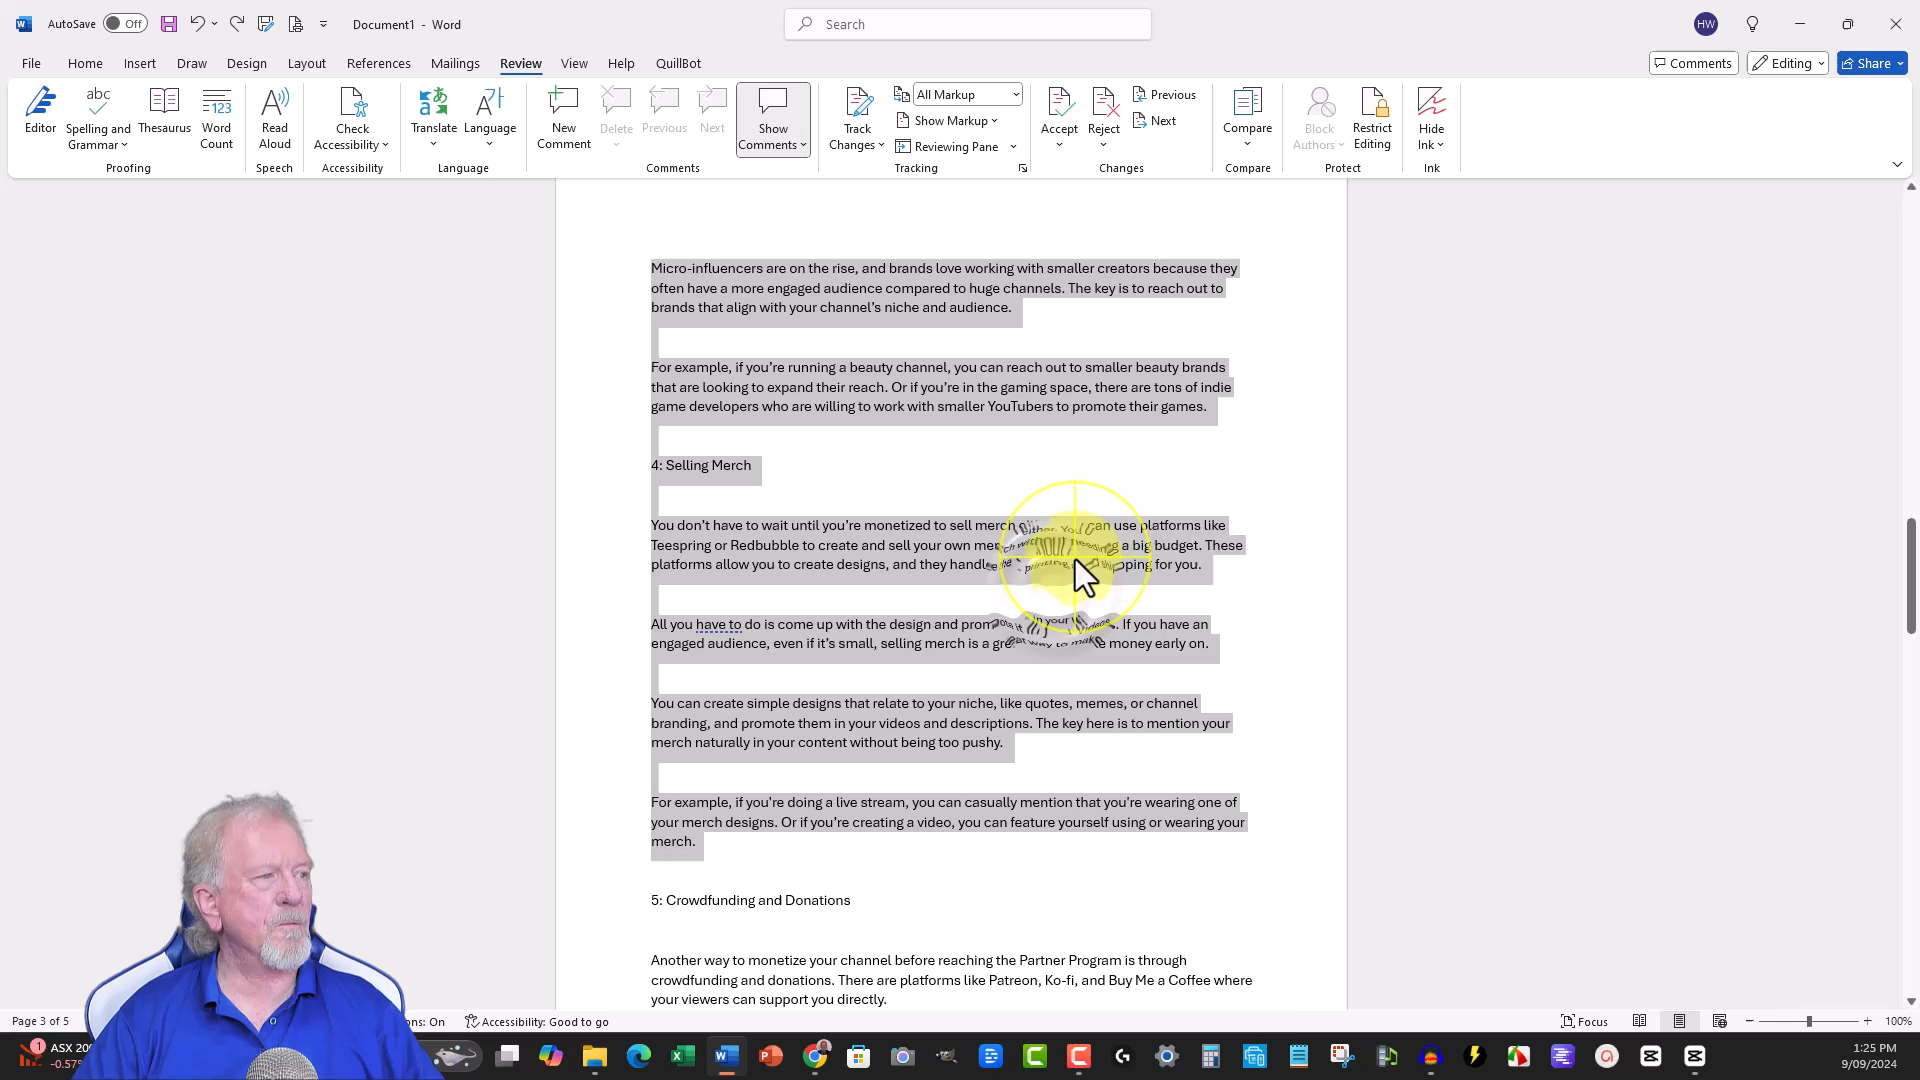 AutoSave Off Document1 - Word Search HW
File Home Insert Draw Design Layout References Mailings Review View Help QuillBot Comments Editing Share
Editor
abc Spelling and Grammar
Thesaurus
123 Word Count
Proofing
Read Aloud
Speech
Check Accessibility
Accessibility
Translate
Language
Language
New Comment
Delete
Previous
Next
Show Comments
Comments
Track Changes
All Markup
Show Markup
Reviewing Pane
Tracking
Accept
Reject
Previous
Next
Changes
Compare
Compare
Block Authors
Restrict Editing
Protect
Hide Ink
Ink
Micro-influencers are on the rise, and brands love working with smaller creators because they
often have a more engaged audience compared to huge channels. The key is to reach out to
brands that align with your channel's niche and audience.
For example, if you're running a beauty channel, you can reach out to smaller beauty brands
that are looking to expand their reach. Or if you're in the gaming space, there are tons of indie
game developers who are willing to work with smaller YouTubers to promote their games.
4: Selling Merch
You don't have to wait until you're monetized to sell merch either. You can use platforms like
Teespring or Redbubble to create and sell your own merch without needing a big budget. These
platforms allow you to create designs, and they handle the printing for you.
All you have to do is come up with the design and promote it in your videos. If you have an
engaged audience, even if it's small, selling merch is a great way to make money early on.
You can create simple designs that relate to your niche, like quotes, memes, or channel
branding, and promote them in your videos and descriptions. The key here is to mention your
merch naturally in your content without being too pushy.
For example, if you're doing a live stream, you can casually mention that you're wearing one of
your merch designs. Or if you're creating a video, you can feature yourself using or wearing your
merch.
5: Crowdfunding and Donations
Another way to monetize your channel before reaching the Partner Program is through
crowdfunding and donations. There are platforms like Patreon, Ko-fi, and Buy Me a Coffee where
your viewers can support you directly.
Page 3 of 5 ons: On Accessibility: Good to go Focus 100%
1 ASX 200
-0.57%
1:25 PM
9/09/2024